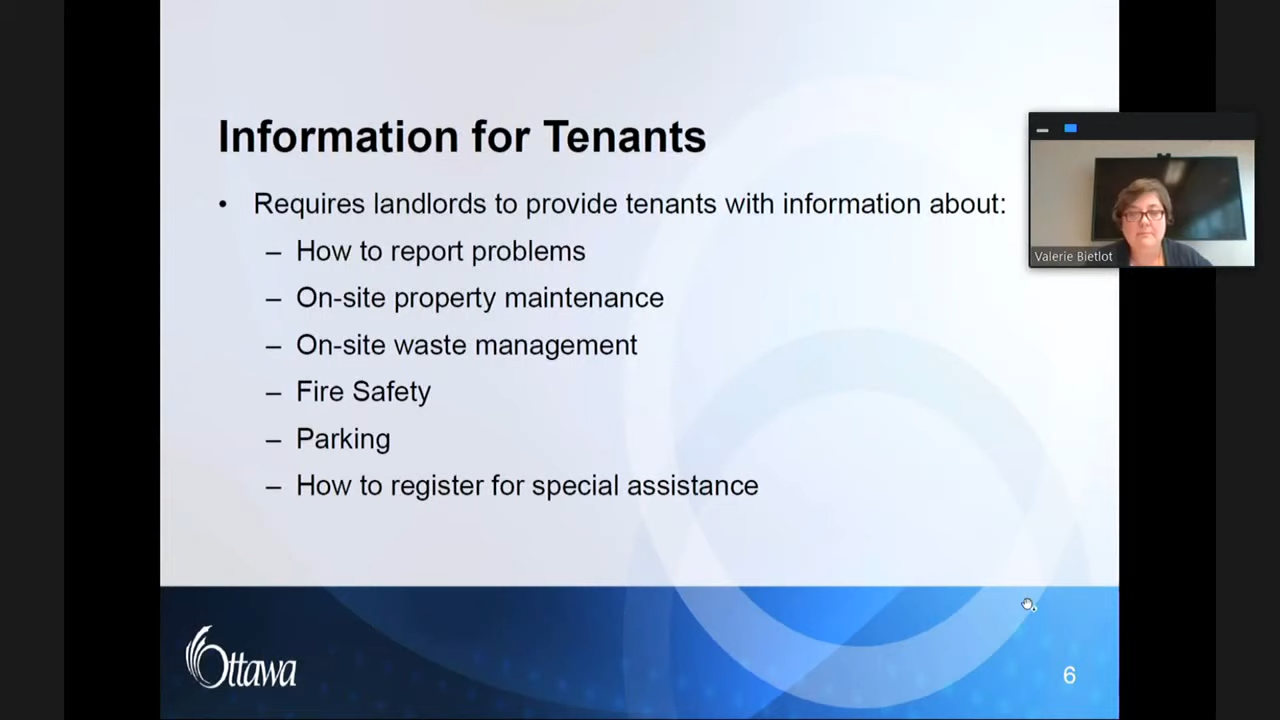 Information for Tenants
• Requires landlords to provide tenants with information about:
– How to report problems
– On-site property maintenance
– On-site waste management
– Fire Safety
– Parking
– How to register for special assistance
Valerie Bietlot
Ottawa
6